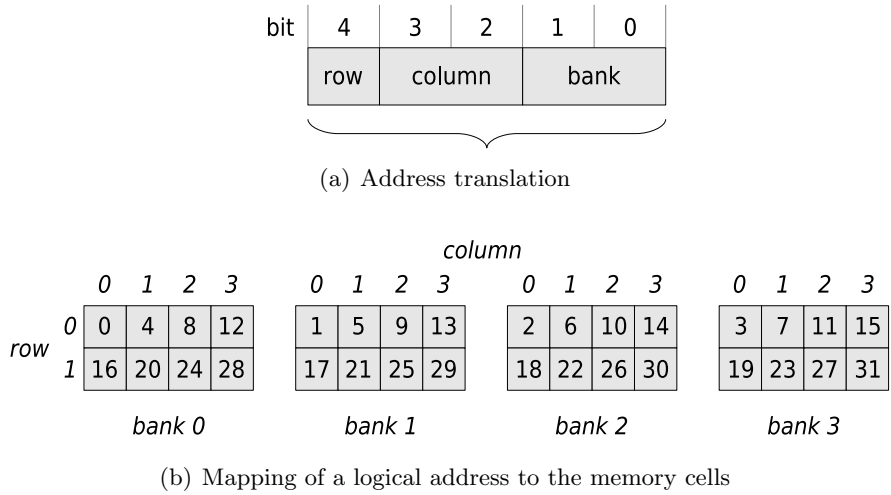 bit 4 3 2 1 0
row column bank
(a) Address translation
column
0 1 2 3 0 1 2 3 0 1 2 3 0 1 2 3
0 0 4 8 12 1 5 9 13 2 6 10 14 3 7 11 15
row
1 16 20 24 28 17 21 25 29 18 22 26 30 19 23 27 31
bank 0 bank 1 bank 2 bank 3
(b) Mapping of a logical address to the memory cells